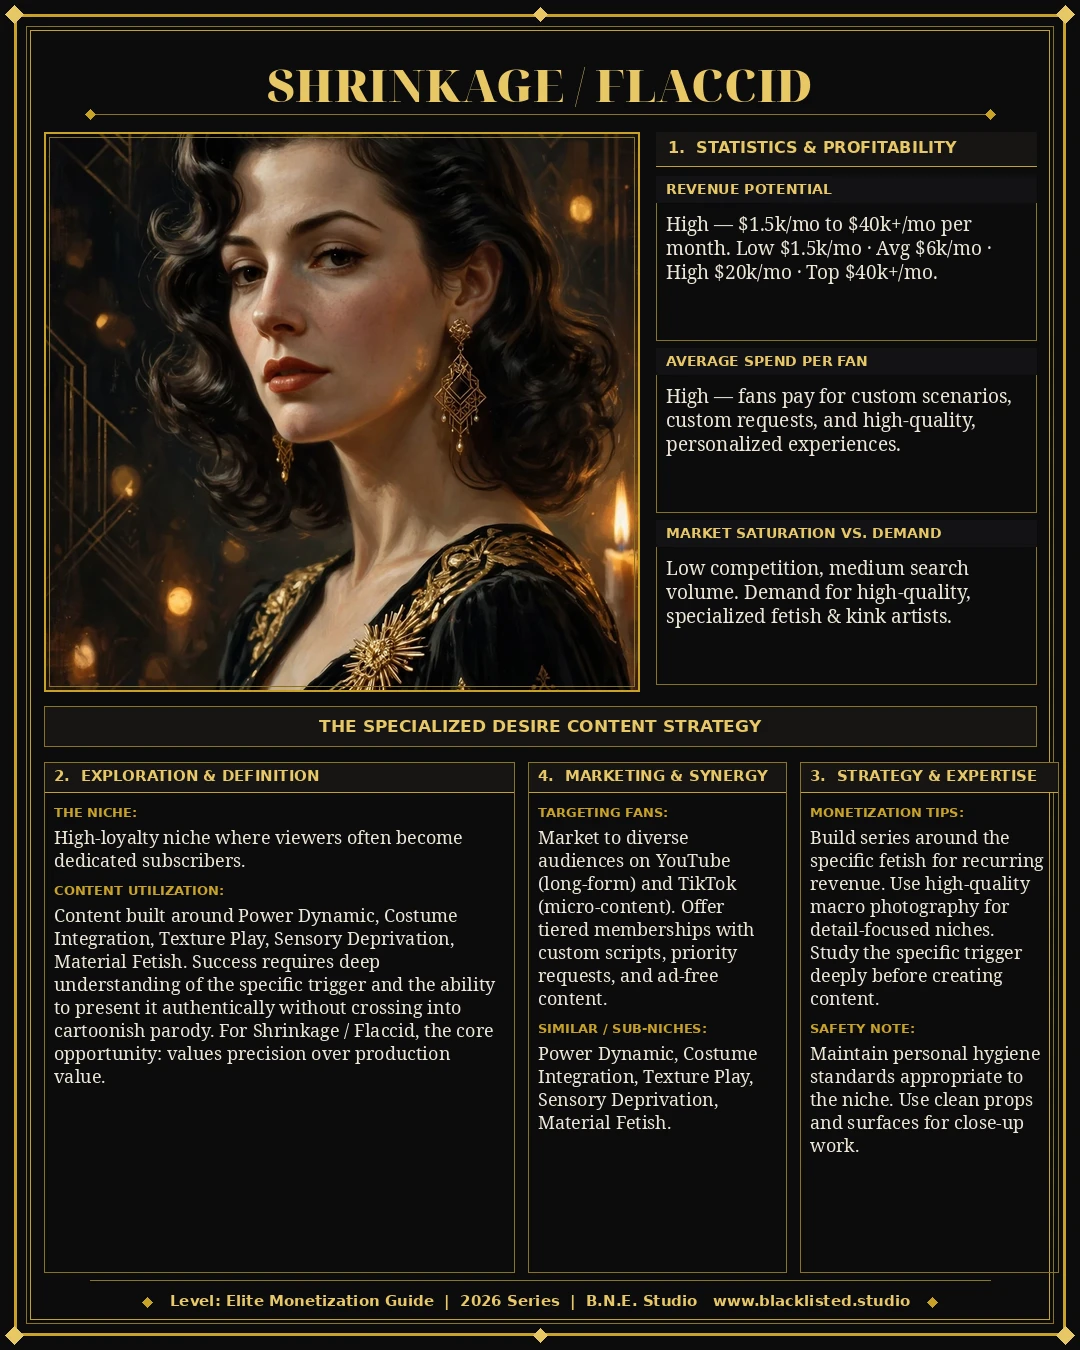 SHRINKAGE / FLACCID
1. STATISTICS & PROFITABILITY
REVENUE POTENTIAL
High — $1.5k/mo to $40k+/mo per
month. Low $1.5k/mo · Avg $6k/mo ·
High $20k/mo · Top $40k+/mo.
AVERAGE SPEND PER FAN
High — fans pay for custom scenarios,
custom requests, and high-quality,
personalized experiences.
MARKET SATURATION VS. DEMAND
Low competition, medium search
volume. Demand for high-quality,
specialized fetish & kink artists.
THE SPECIALIZED DESIRE CONTENT STRATEGY
2. EXPLORATION & DEFINITION
THE NICHE:
High-loyalty niche where viewers often become
dedicated subscribers.
CONTENT UTILIZATION:
Content built around Power Dynamic, Costume
Integration, Texture Play, Sensory Deprivation,
Material Fetish. Success requires deep
understanding of the specific trigger and the ability
to present it authentically without crossing into
cartoonish parody. For Shrinkage / Flaccid, the core
opportunity: values precision over production
value.
4. MARKETING & SYNERGY
TARGETING FANS:
Market to diverse
audiences on YouTube
(long-form) and TikTok
(micro-content). Offer
tiered memberships with
custom scripts, priority
requests, and ad-free
content.
SIMILAR / SUB-NICHES:
Power Dynamic, Costume
Integration, Texture Play,
Sensory Deprivation,
Material Fetish.
3. STRATEGY & EXPERTISE
MONETIZATION TIPS:
Build series around the
specific fetish for recurring
revenue. Use high-quality
macro photography for
detail-focused niches.
Study the specific trigger
deeply before creating
content.
SAFETY NOTE:
Maintain personal hygiene
standards appropriate to
the niche. Use clean props
and surfaces for close-up
work.
Level: Elite Monetization Guide | 2026 Series | B.N.E. Studio www.blacklisted.studio